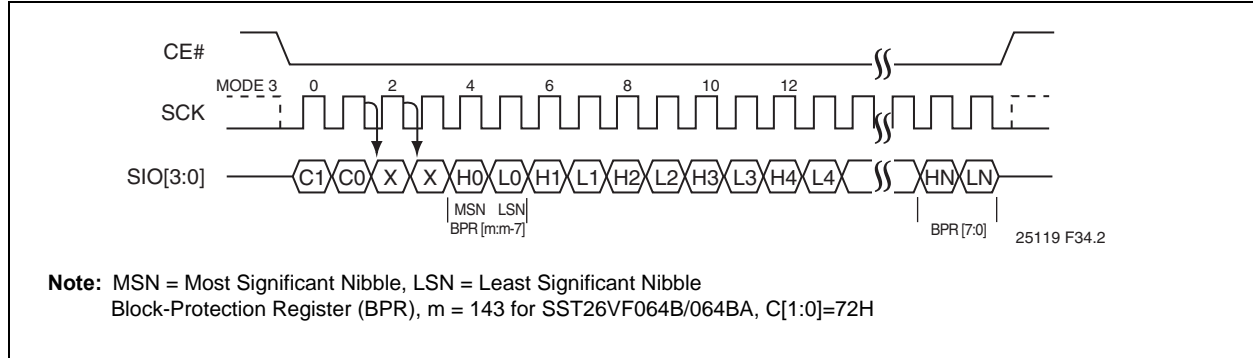 CE#
MODE 3 0 2 4 6 8 10 12
SCK
SIO[3:0] C1 C0 X X H0 L0 H1 L1 H2 L2 H3 L3 H4 L4 HN LN
MSN LSN
BPR [m:m-7] BPR [7:0]
25119 F34.2
Note: MSN = Most Significant Nibble, LSN = Least Significant Nibble
Block-Protection Register (BPR), m = 143 for SST26VF064B/064BA, C[1:0]=72H